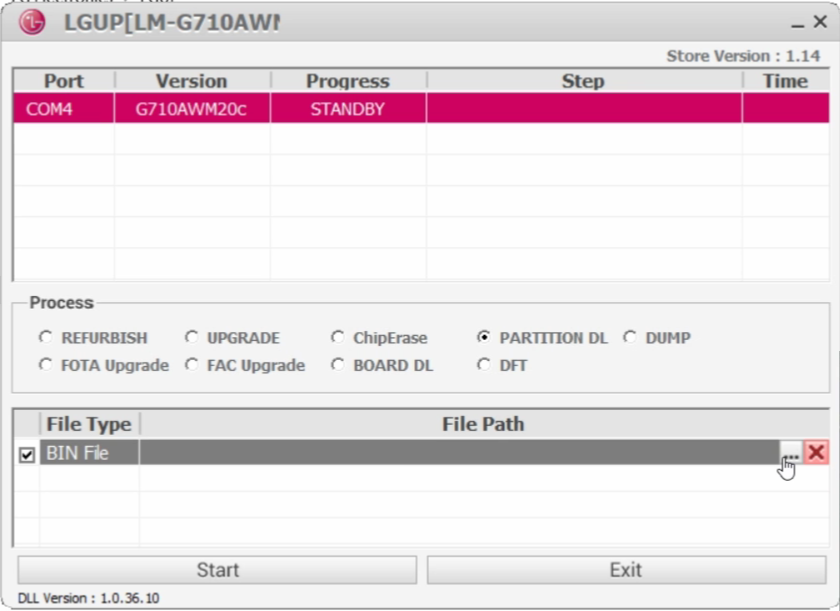 LGUP[LM-G710AWM
Store Version : 1.14
Port Version Progress Step Time
COM4 G710AWM20c STANDBY
Process
REFURBISH UPGRADE ChipErase PARTITION DL DUMP
FOTA Upgrade FAC Upgrade BOARD DL DFT
File Type File Path
BIN File ...
Start Exit
DLL Version : 1.0.36.10